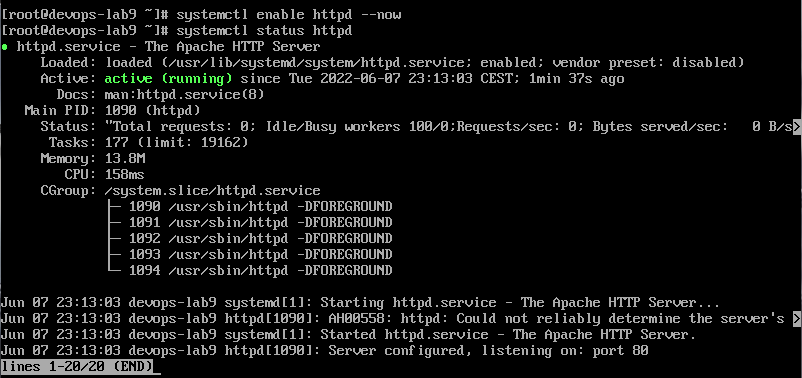 [root@devops-lab9 ~]# systemctl enable httpd --now
[root@devops-lab9 ~]# systemctl status httpd
● httpd.service - The Apache HTTP Server
     Loaded: loaded (/usr/lib/systemd/system/httpd.service; enabled; vendor preset: disabled)
     Active: active (running) since Tue 2022-06-07 23:13:03 CEST; 1min 37s ago
       Docs: man:httpd.service(8)
   Main PID: 1090 (httpd)
     Status: "Total requests: 0; Idle/Busy workers 100/0;Requests/sec: 0; Bytes served/sec:   0 B/s>
      Tasks: 177 (limit: 19162)
     Memory: 13.8M
        CPU: 158ms
     CGroup: /system.slice/httpd.service
             ├─ 1090 /usr/sbin/httpd -DFOREGROUND
             ├─ 1091 /usr/sbin/httpd -DFOREGROUND
             ├─ 1092 /usr/sbin/httpd -DFOREGROUND
             ├─ 1093 /usr/sbin/httpd -DFOREGROUND
             └─ 1094 /usr/sbin/httpd -DFOREGROUND
Jun 07 23:13:03 devops-lab9 systemd[1]: Starting httpd.service - The Apache HTTP Server...
Jun 07 23:13:03 devops-lab9 httpd[1090]: AH00558: httpd: Could not reliably determine the server's >
Jun 07 23:13:03 devops-lab9 systemd[1]: Started httpd.service - The Apache HTTP Server.
Jun 07 23:13:03 devops-lab9 httpd[1090]: Server configured, listening on: port 80
lines 1-20/20 (END)